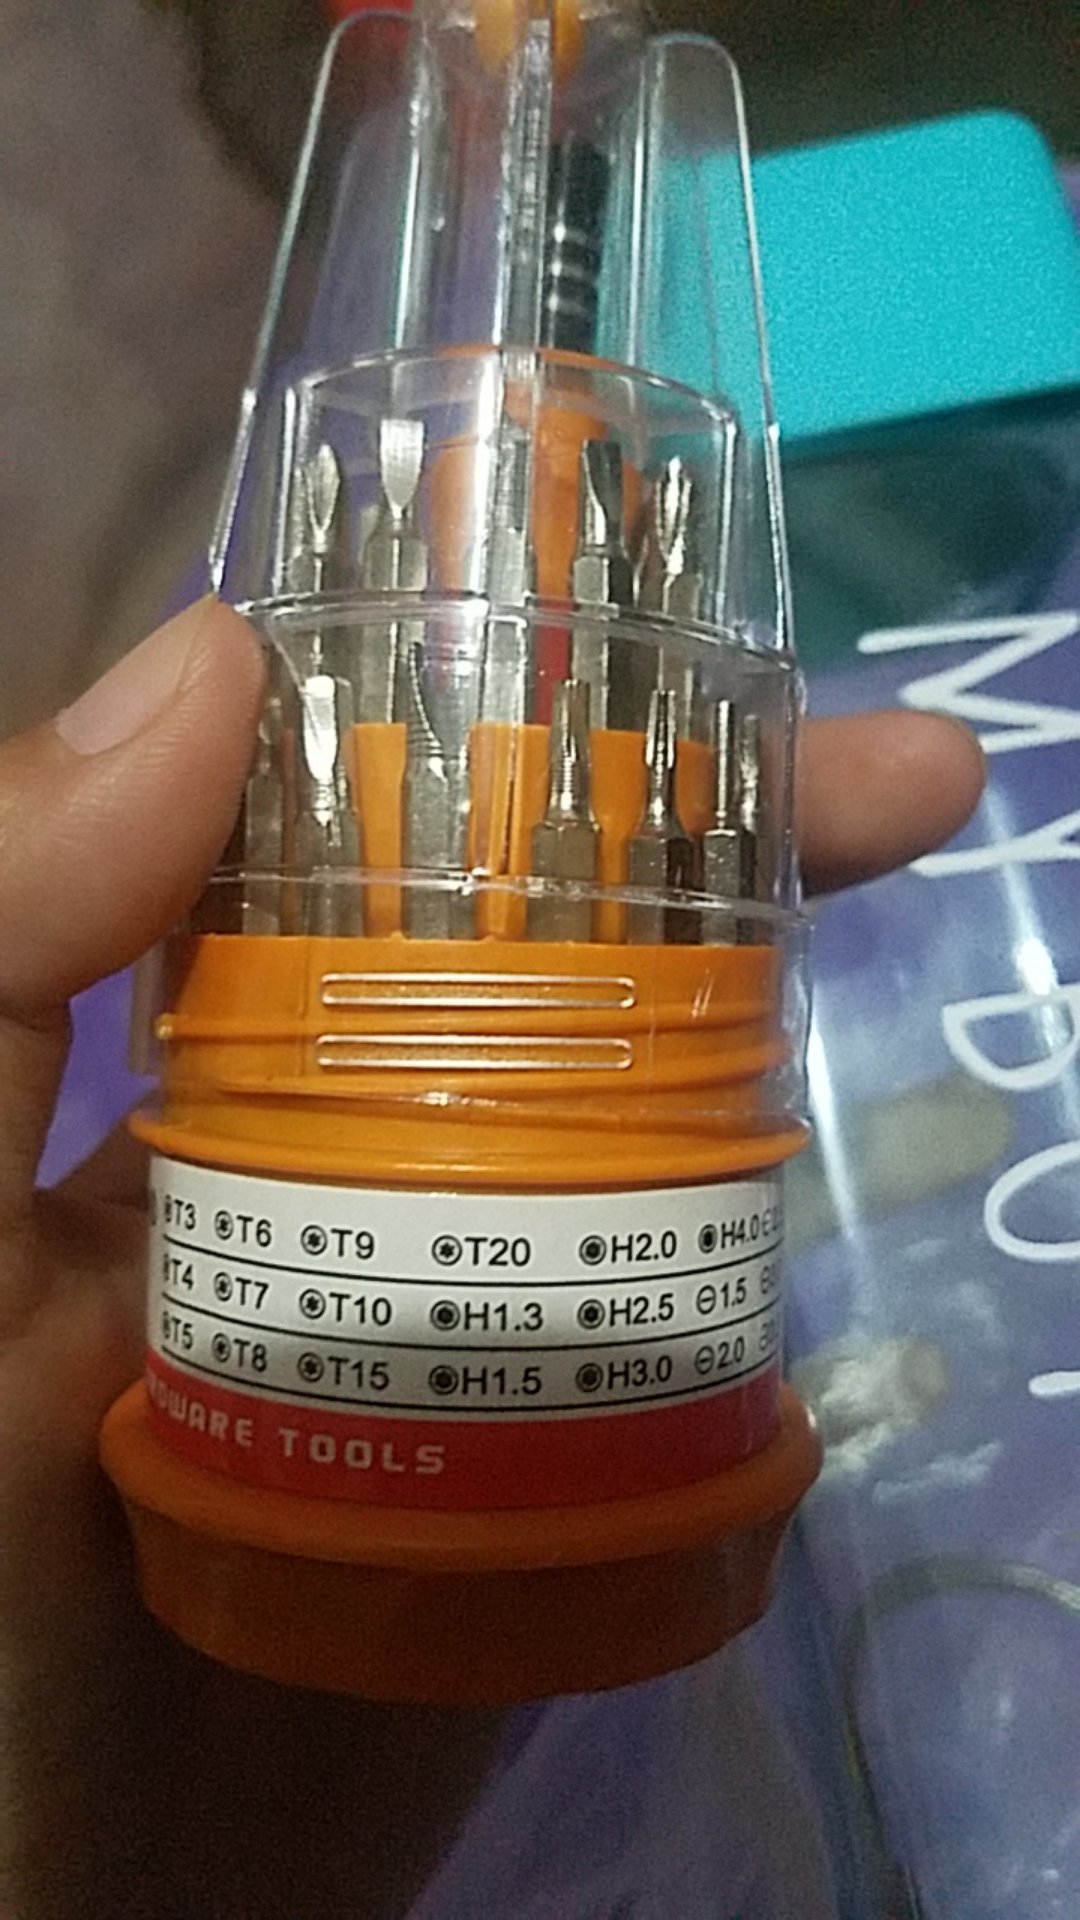 T3 T6 T9 T20 H2.0 H4.0
T4 T7 T10 H1.3 H2.5 1.5
T5 T8 T15 H1.5 H3.0 2.0
TOOLS
MY